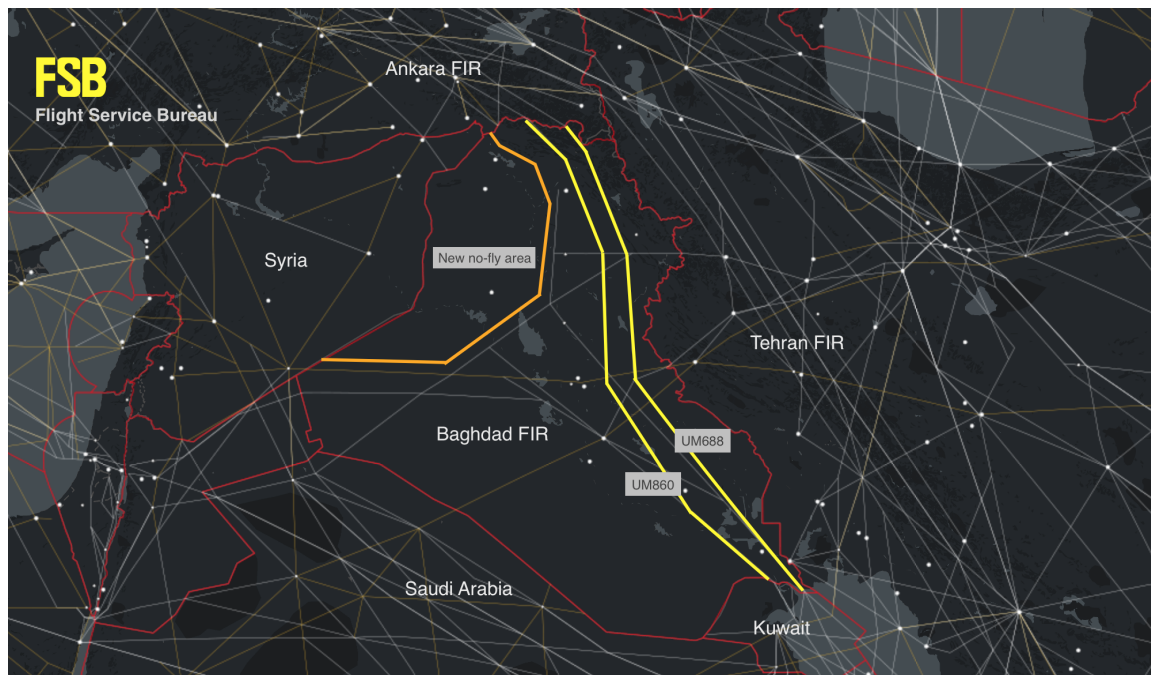 Ankara FIR
FSB
Flight Service Bureau
Syria
New no-fly area
Tehran FIR
Baghdad FIR
UM688
UM860
Saudi Arabia
Kuwait